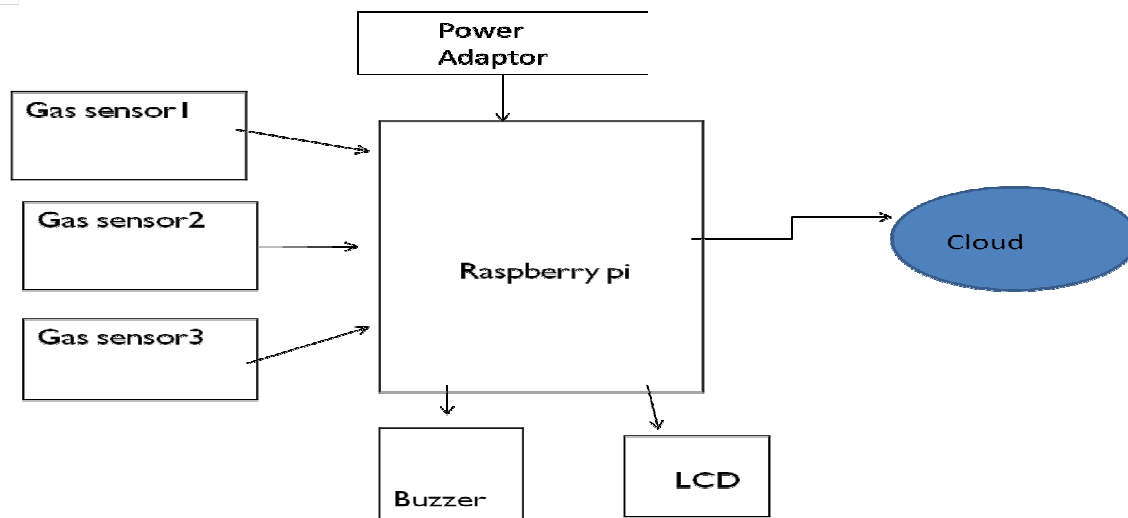 Power
Adaptor
Gas sensor1
Gas sensor2
Raspberry pi
Cloud
Gas sensor3
Buzzer
LCD